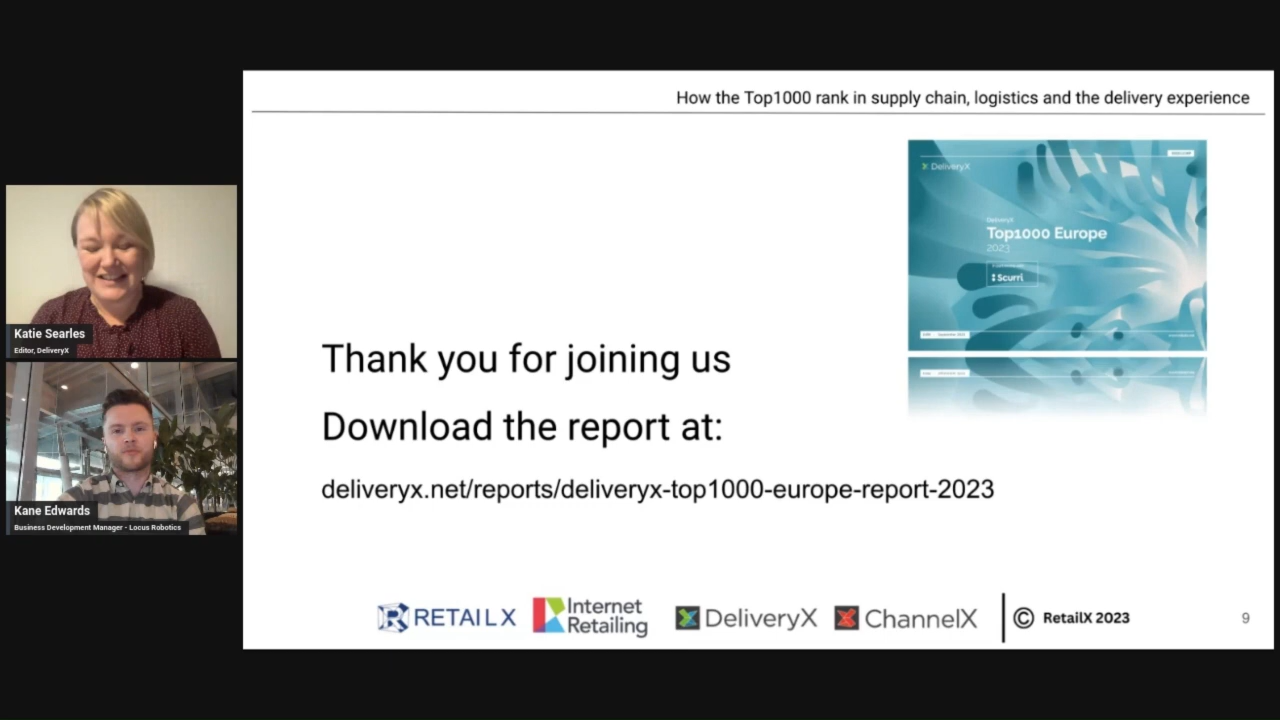 How the Top1000 rank in supply chain, logistics and the delivery experience
DeliveryX
DeliveryX
Top1000 Europe
2023
Scurri
Katie Searles
Editor, DeliveryX
Kane Edwards
Business Development Manager - Locus Robotics
Thank you for joining us
Download the report at:
deliveryx.net/reports/deliveryx-top1000-europe-report-2023
RETAIL X
Internet
Retailing
DeliveryX
ChannelX
© RetailX 2023
9